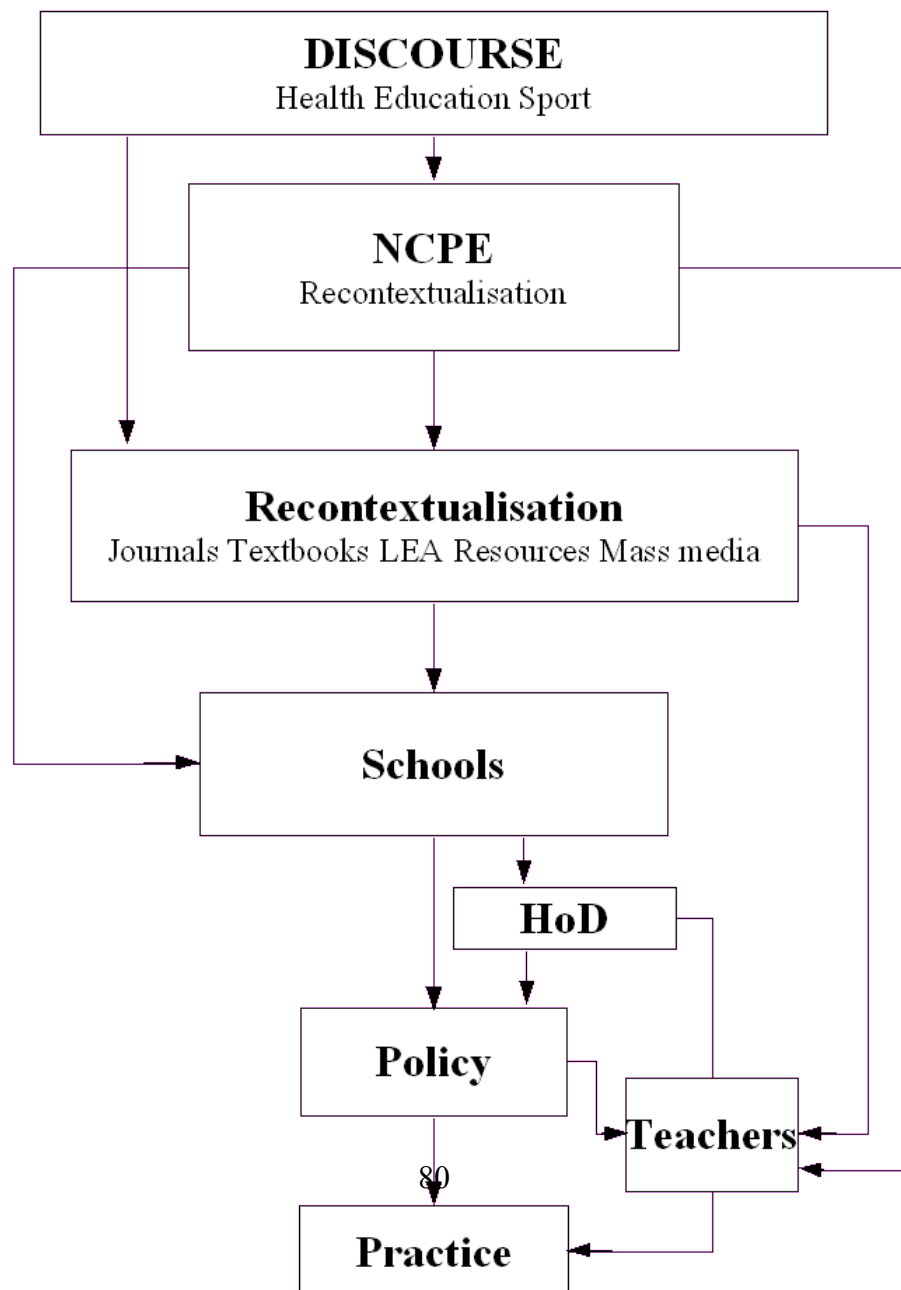 DISCOURSE
Health Education Sport
NCPE
Recontextualisation
Recontextualisation
Journals Textbooks LEA Resources Mass media
Schools
HoD
Policy
Teachers
80
Practice